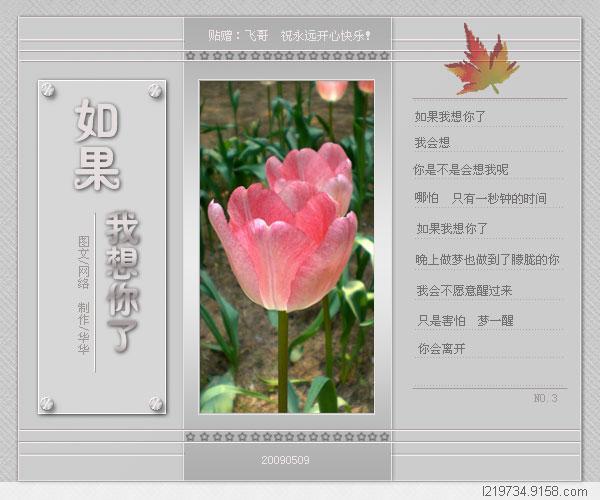 贴赠：飞哥　祝永远开心快乐！
如果
我想你了
图文/网络　制作/华华
如果我想你了
我会想
你是不是会想我呢
哪怕　只有一秒钟的时间
如果我想你了
晚上做梦也做到了朦胧的你
我会不愿意醒过来
只是害怕　梦一醒
你会离开
NO.3
20090509
l219734.9158.com